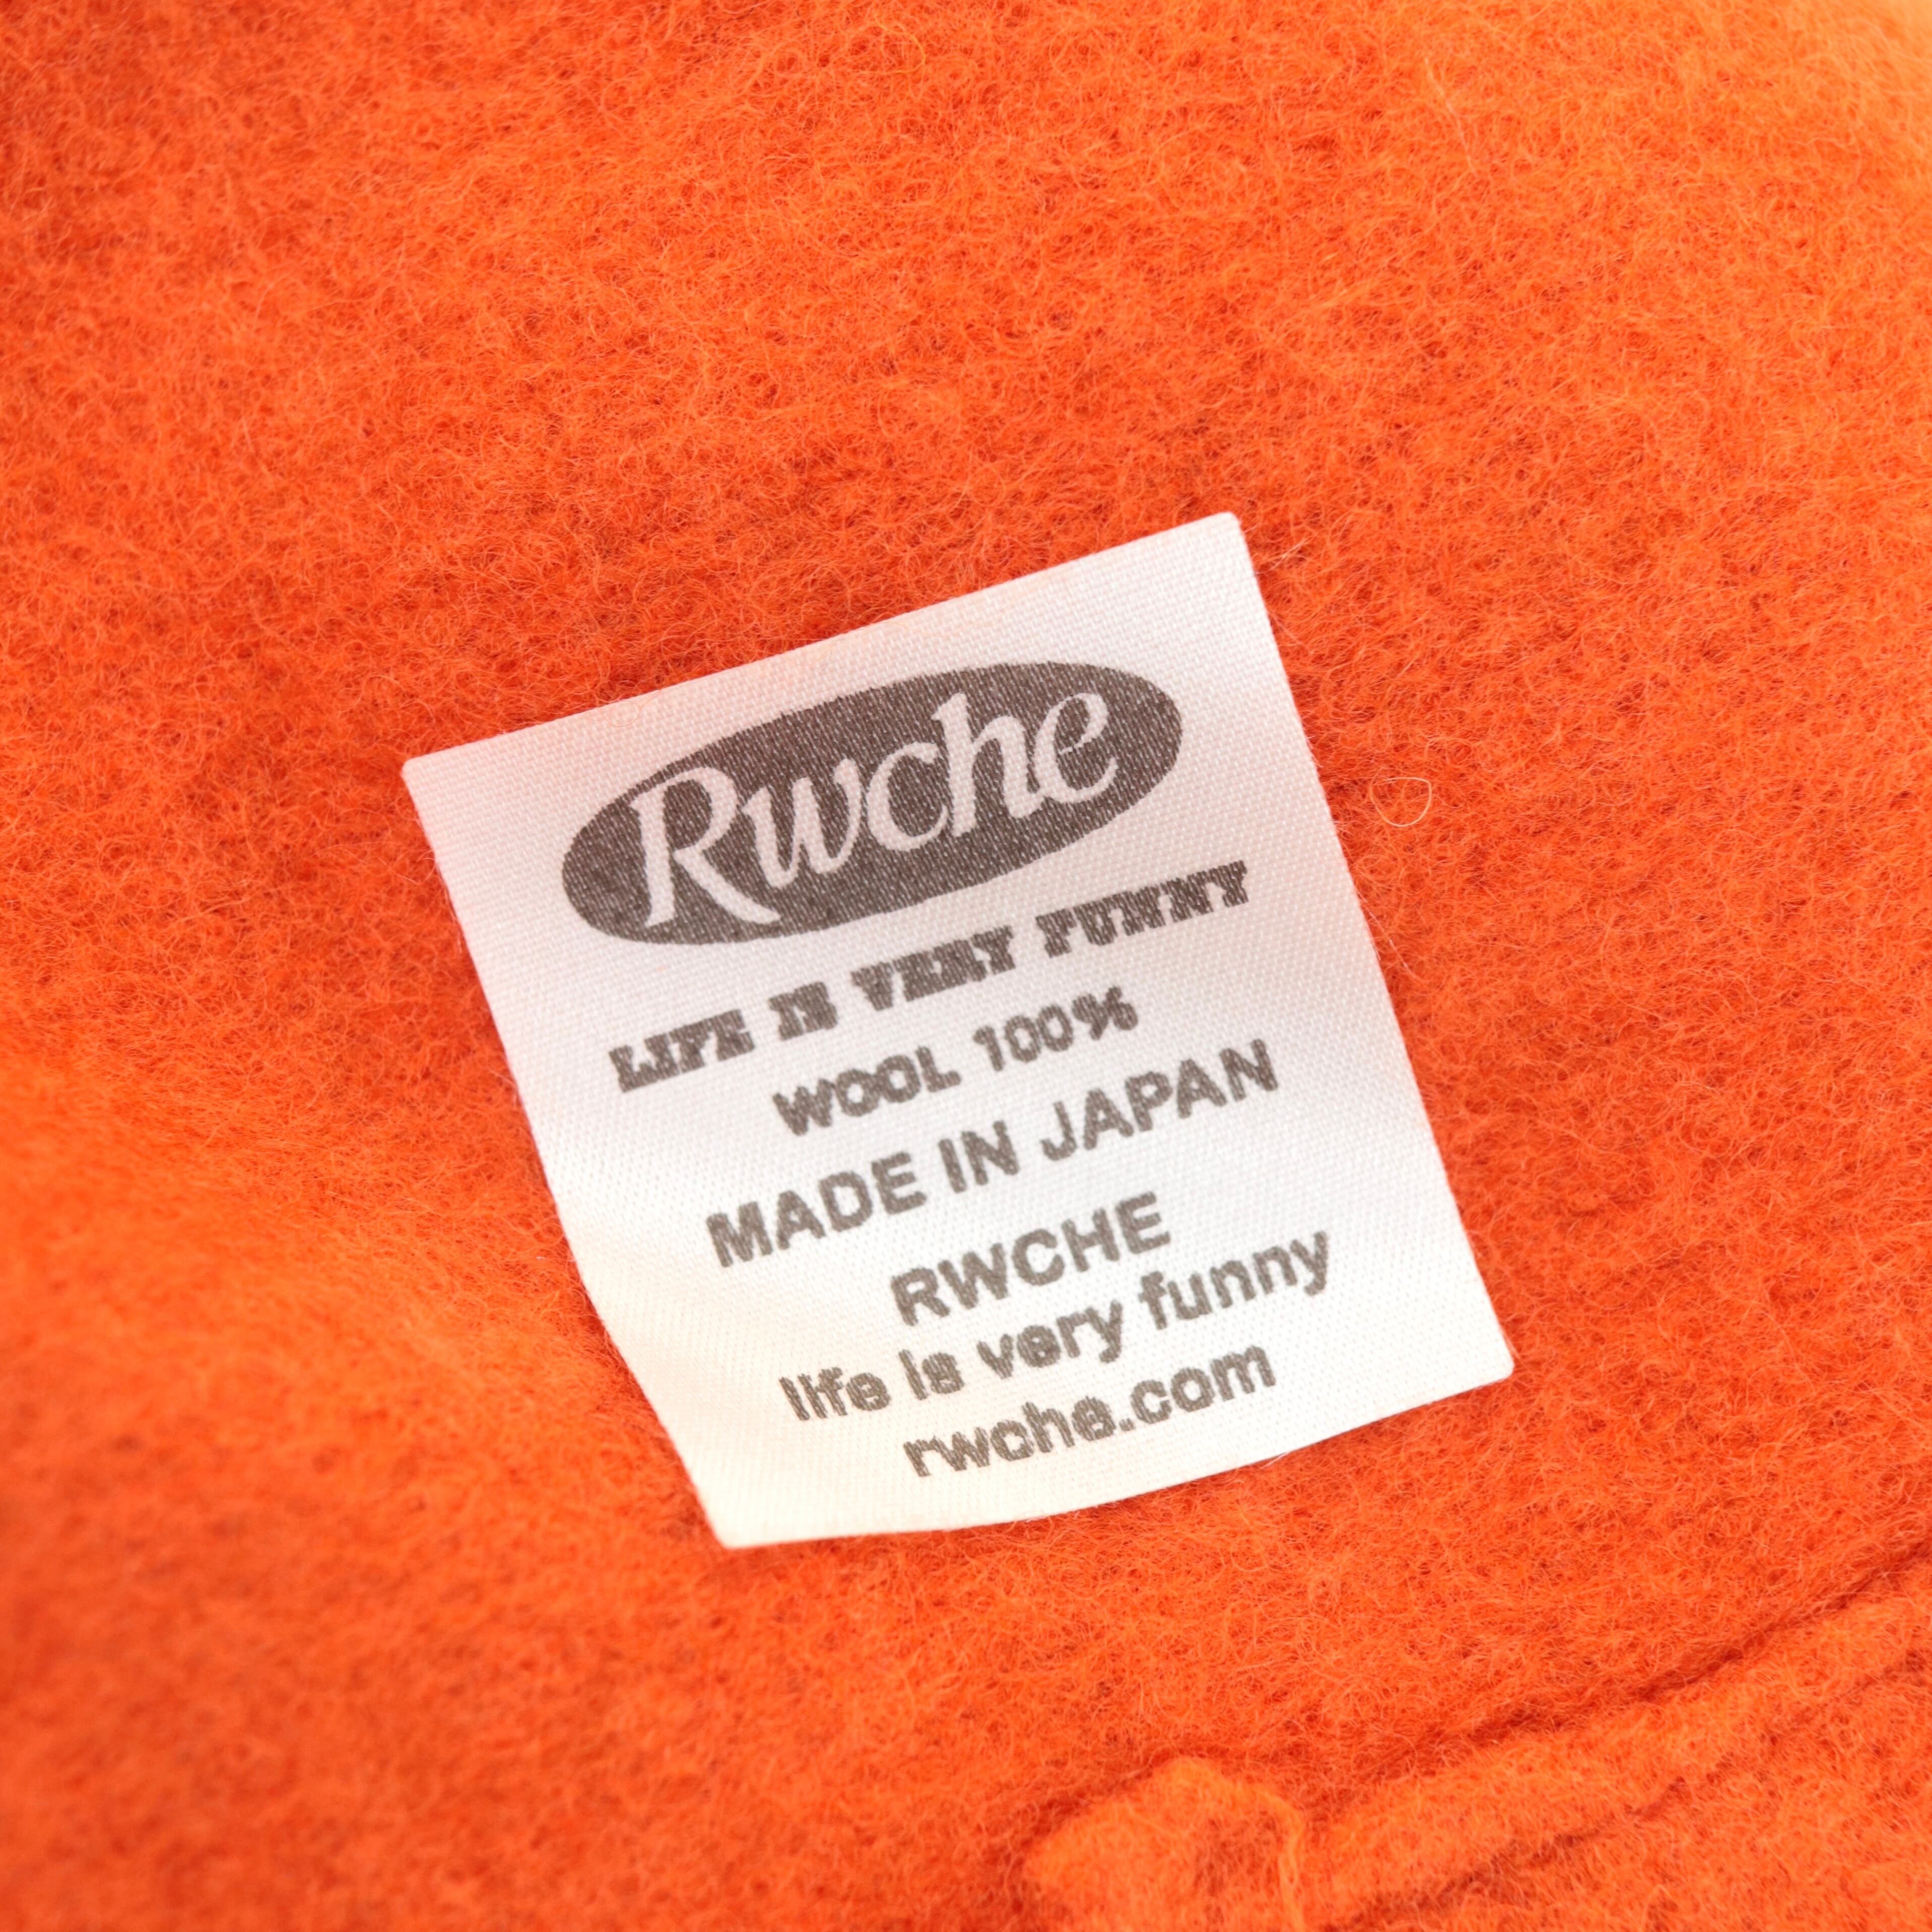 Rwche
LIFE IS VERY FUNNY
WOOL 100%
MADE IN JAPAN
RWCHE
life is very funny
rwche.com